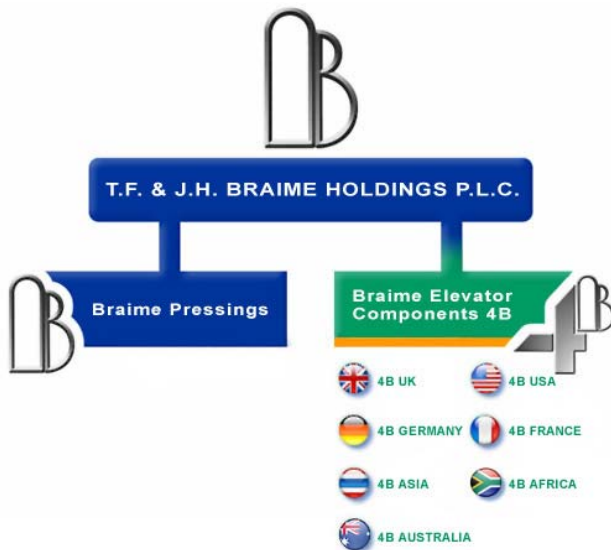 B
T.F. & J.H. BRAIME HOLDINGS P.L.C.
B
Braime Pressings
Braime Elevator
Components 4B
4B
4B UK
4B USA
4B GERMANY
4B FRANCE
4B ASIA
4B AFRICA
4B AUSTRALIA